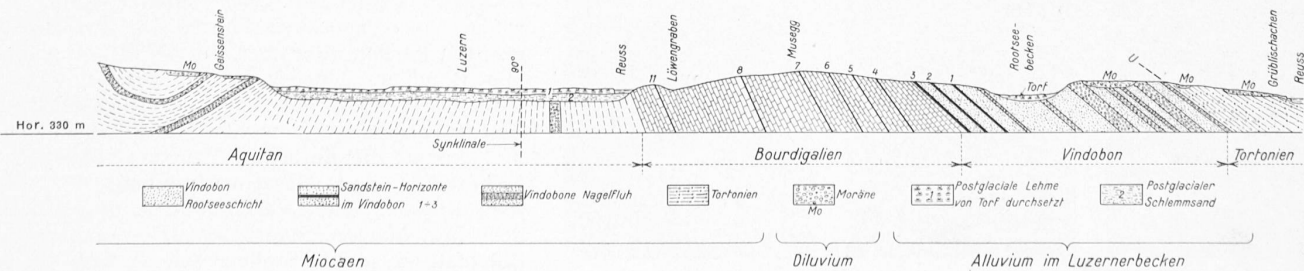 Geissenstein
Mo
Luzern
90°
Reuss
Löwengraben
11
8
Musegg
7
6
5
4
3
2
1
Rootsee-
becken
Torf
Mo
U
Mo
Mo
Grüblischachen
Reuss
1
2
Hor. 330 m
Synklinale
Aquitan
Bourdigalien
Vindobon
Tortonien
Vindobon
Rootseeschicht
Sandstein-Horizonte
im Vindobon 1÷3
Vindobone Nagelfluh
Tortonien
Moräne
Mo
1
Postglaciale Lehme
von Torf durchsetzt
2
Postglacialer
Schlemmsand
Miocaen
Diluvium
Alluvium im Luzernerbecken